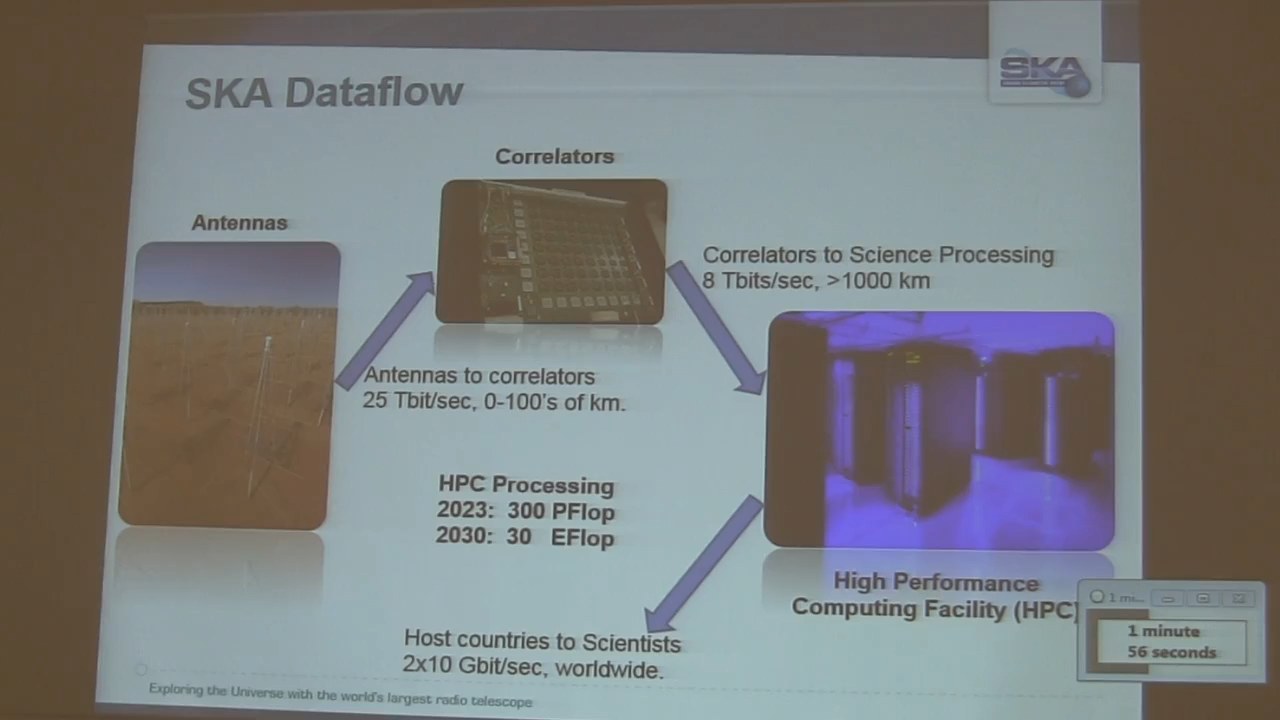 SKA Dataflow
SKA
Correlators
Antennas
Correlators to Science Processing
8 Tbits/sec, >1000 km
Antennas to correlators
25 Tbit/sec, 0-100's of km.
HPC Processing
2023: 300 PFlop
2030: 30 EFlop
High Performance
Computing Facility (HPC)
Host countries to Scientists
2x10 Gbit/sec, worldwide.
Exploring the Universe with the world's largest radio telescope
1 mi...
1 minute
56 seconds